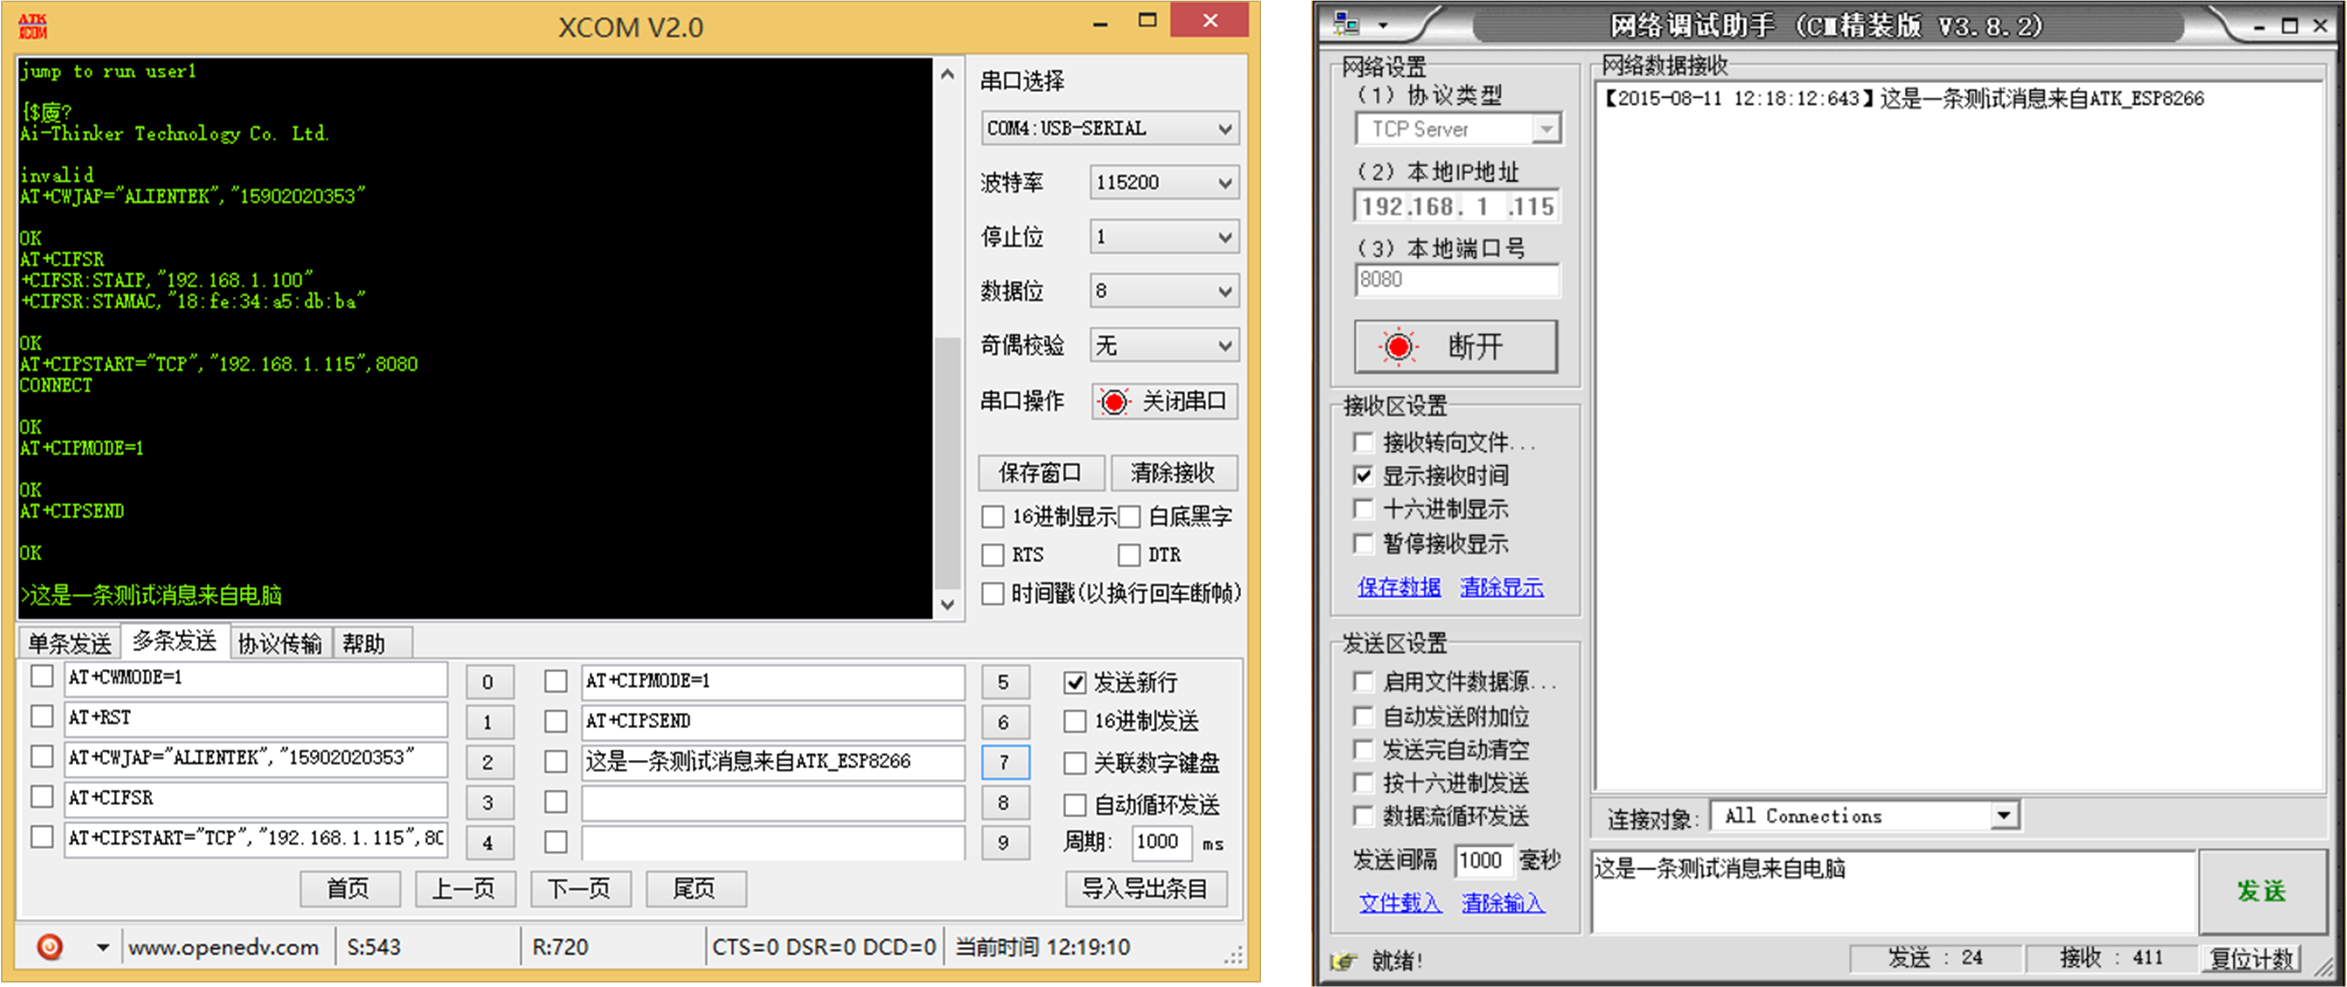 ATK
XCOM
XCOM V2.0
jump to run user1
{$廋?
Ai-Thinker Technology Co. Ltd.
invalid
AT+CWJAP="ALIENTEK","15902020353"
OK
AT+CIFSR
+CIFSR:STAIP,"192.168.1.100"
+CIFSR:STAMAC,"18:fe:34:a5:db:ba"
OK
AT+CIPSTART="TCP","192.168.1.115",8080
CONNECT
OK
AT+CIPMODE=1
OK
AT+CIPSEND
OK
>这是一条测试消息来自电脑
串口选择
COM4:USB-SERIAL
波特率 115200
停止位 1
数据位 8
奇偶校验 无
串口操作 关闭串口
保存窗口 清除接收
16进制显示 白底黑字
RTS DTR
时间戳(以换行回车断帧)
单条发送 多条发送 协议传输 帮助
AT+CWMODE=1 0 AT+CIPMODE=1 5 发送新行
AT+RST 1 AT+CIPSEND 6 16进制发送
AT+CWJAP="ALIENTEK","15902020353" 2 这是一条测试消息来自ATK_ESP8266 7 关联数字键盘
AT+CIFSR 3 8 自动循环发送
AT+CIPSTART="TCP","192.168.1.115",80 4 9 周期: 1000 ms
首页 上一页 下一页 尾页 导入导出条目
www.openedv.com S:543 R:720 CTS=0 DSR=0 DCD=0 当前时间 12:19:10
网络调试助手 (CⅢ精装版 V3.8.2)
网络设置
(1) 协议类型
TCP Server
(2) 本地IP地址
192.168. 1 .115
(3) 本地端口号
8080
断开
接收区设置
接收转向文件...
显示接收时间
十六进制显示
暂停接收显示
保存数据 清除显示
发送区设置
启用文件数据源...
自动发送附加位
发送完自动清空
按十六进制发送
数据流循环发送
发送间隔 1000 毫秒
文件载入 清除输入
网络数据接收
【2015-08-11 12:18:12:643】这是一条测试消息来自ATK_ESP8266
连接对象: All Connections
这是一条测试消息来自电脑
发送
就绪! 发送 : 24 接收 : 411 复位计数